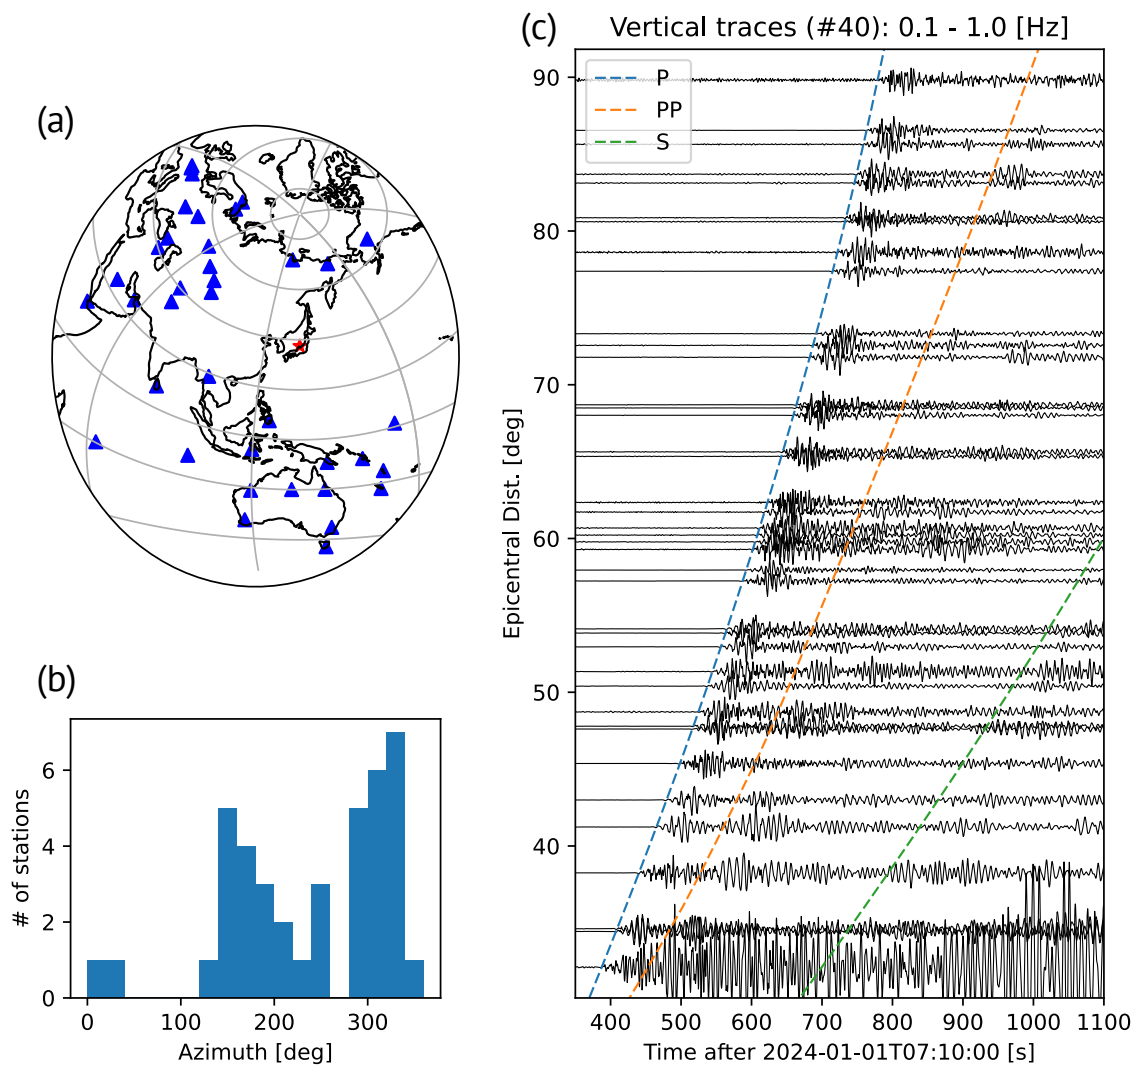 (a)
(b)
6
4
2
0
# of stations
0
100
200
300
Azimuth [deg]
(c)
Vertical traces (#40): 0.1 - 1.0 [Hz]
P
PP
S
90
80
70
60
50
40
Epicentral Dist. [deg]
400
500
600
700
800
900
1000
1100
Time after 2024-01-01T07:10:00 [s]